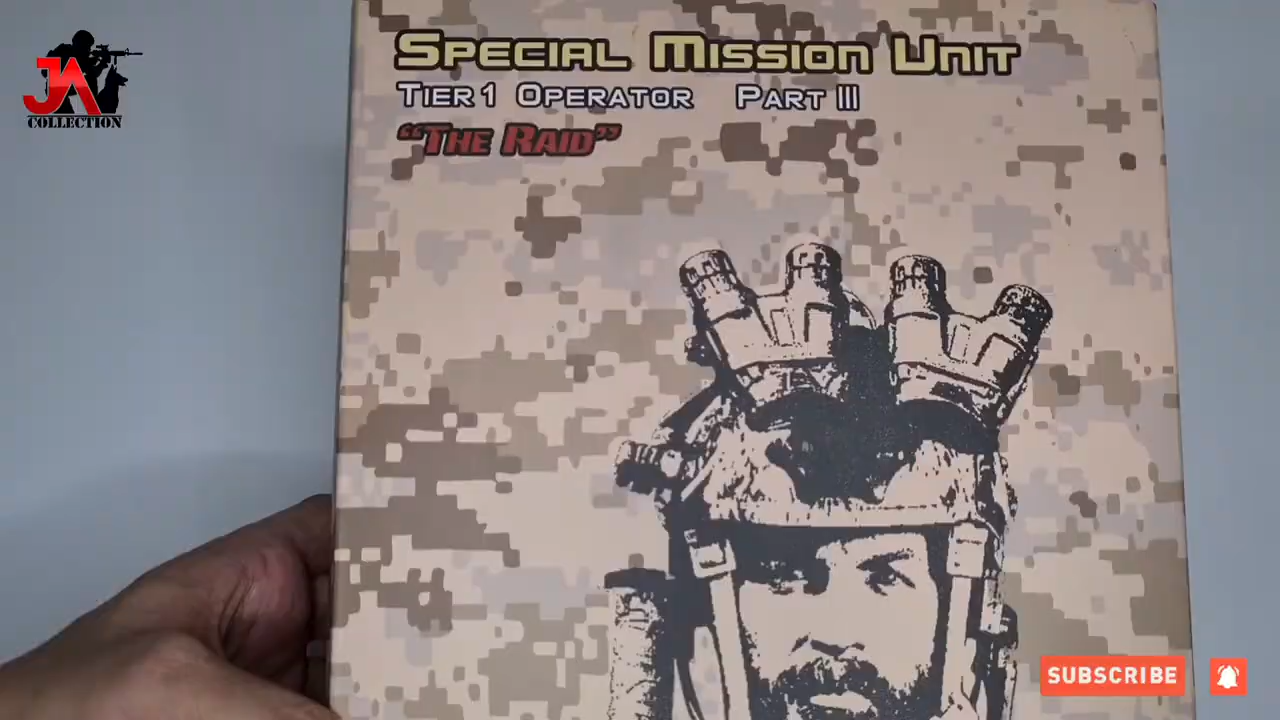 JA
COLLECTION
SPECIAL MISSION UNIT
TIER 1 OPERATOR PART III
"THE RAID"
SUBSCRIBE